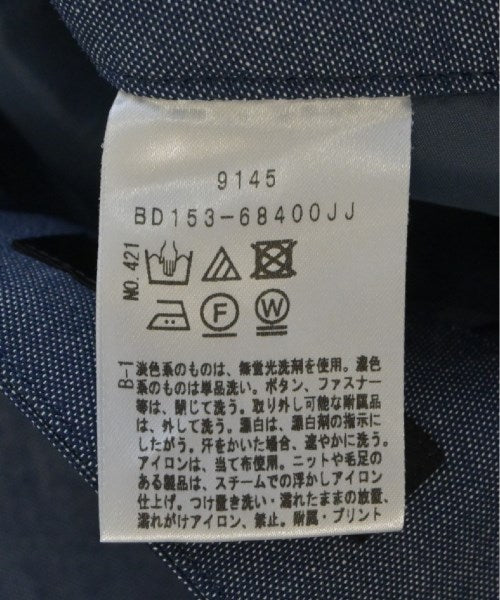 9145
BD153-68400JJ
NO.421
F W
B-1
淡色系のものは、無蛍光洗剤を使用。濃色
系のものは単品洗い。ボタン、ファスナー
等は、閉じて洗う。取り外し可能な附属品
は、外して洗う。漂白は、漂白剤の指示に
したがう。汗をかいた場合、速やかに洗う。
アイロンは、当て布使用。ニットや毛足の
ある製品は、スチームでの浮かしアイロン
仕上げ。つけ置き洗い・濡れたままの放置、
濡れがけアイロン、禁止。附属・プリント